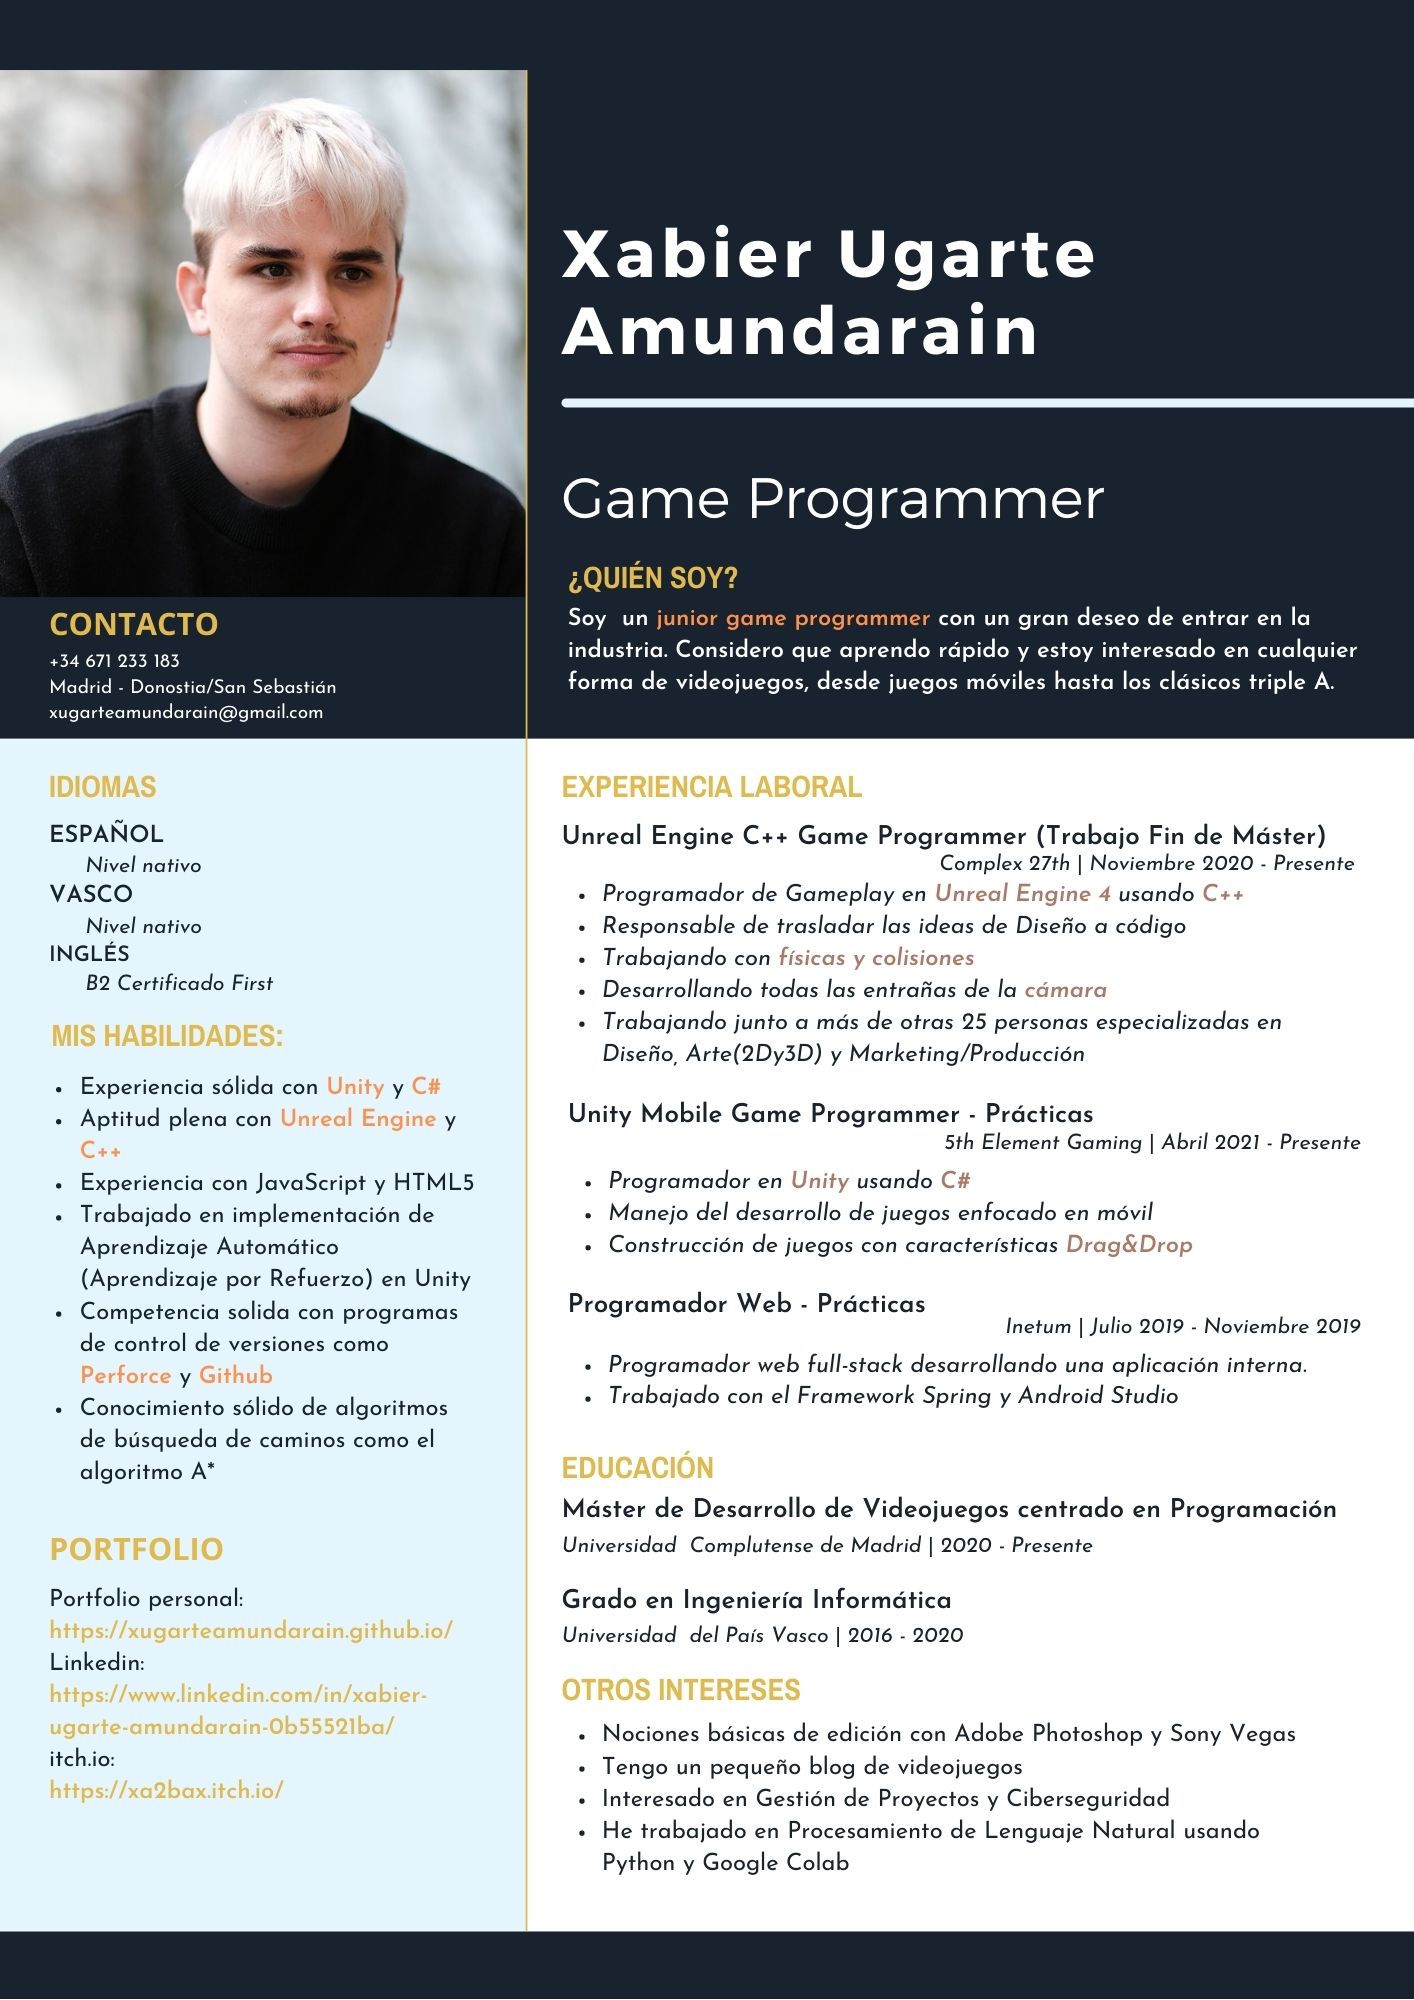 Xabier Ugarte
Amundarain
Game Programmer
¿QUIÉN SOY?
Soy un junior game programmer con un gran deseo de entrar en la
industria. Considero que aprendo rápido y estoy interesado en cualquier
forma de videojuegos, desde juegos móviles hasta los clásicos triple A.
CONTACTO
+34 671 233 183
Madrid - Donostia/San Sebastián
xugarteamundarain@gmail.com
IDIOMAS
ESPAÑOL
Nivel nativo
VASCO
Nivel nativo
INGLÉS
B2 Certificado First
MIS HABILIDADES:
• Experiencia sólida con Unity y C#
• Aptitud plena con Unreal Engine y
C++
• Experiencia con JavaScript y HTML5
• Trabajado en implementación de
Aprendizaje Automático
(Aprendizaje por Refuerzo) en Unity
• Competencia solida con programas
de control de versiones como
Perforce y Github
• Conocimiento sólido de algoritmos
de búsqueda de caminos como el
algoritmo A*
PORTFOLIO
Portfolio personal:
https://xugarteamundarain.github.io/
Linkedin:
https://www.linkedin.com/in/xabier-
ugarte-amundarain-0b55521ba/
itch.io:
https://xa2bax.itch.io/
EXPERIENCIA LABORAL
Unreal Engine C++ Game Programmer (Trabajo Fin de Máster)
Complex 27th | Noviembre 2020 - Presente
• Programador de Gameplay en Unreal Engine 4 usando C++
• Responsable de trasladar las ideas de Diseño a código
• Trabajando con físicas y colisiones
• Desarrollando todas las entrañas de la cámara
• Trabajando junto a más de otras 25 personas especializadas en
Diseño, Arte(2Dy3D) y Marketing/Producción
Unity Mobile Game Programmer - Prácticas
5th Element Gaming | Abril 2021 - Presente
• Programador en Unity usando C#
• Manejo del desarrollo de juegos enfocado en móvil
• Construcción de juegos con características Drag&Drop
Programador Web - Prácticas
Inetum | Julio 2019 - Noviembre 2019
• Programador web full-stack desarrollando una aplicación interna.
• Trabajado con el Framework Spring y Android Studio
EDUCACIÓN
Máster de Desarrollo de Videojuegos centrado en Programación
Universidad Complutense de Madrid | 2020 - Presente
Grado en Ingeniería Informática
Universidad del País Vasco | 2016 - 2020
OTROS INTERESES
• Nociones básicas de edición con Adobe Photoshop y Sony Vegas
• Tengo un pequeño blog de videojuegos
• Interesado en Gestión de Proyectos y Ciberseguridad
• He trabajado en Procesamiento de Lenguaje Natural usando
Python y Google Colab